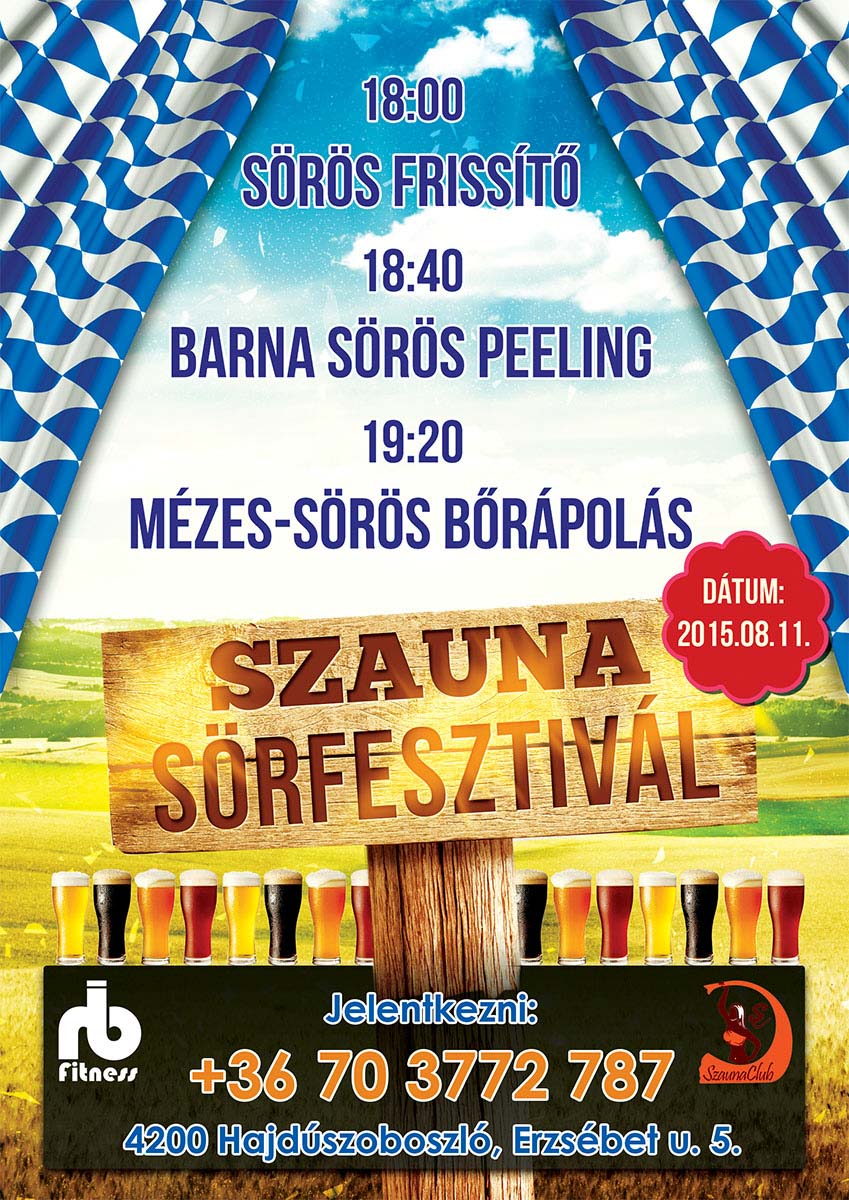 18:00
SÖRÖS FRISSÍTŐ
18:40
BARNA SÖRÖS PEELING
19:20
MÉZES-SÖRÖS BŐRÁPOLÁS
DÁTUM:
2015.08.11.
SZAUNA
SÖRFESZTIVÁL
Jelentkezni:
+36 70 3772 787
4200 Hajdúszoboszló, Erzsébet u. 5.
Fitness
SzaunaClub